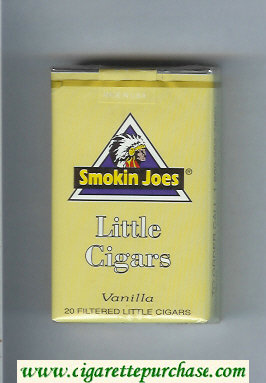 Smokin Joes®
Little
Cigars
Vanilla
20 FILTERED LITTLE CIGARS
www.cigarettepurchase.com